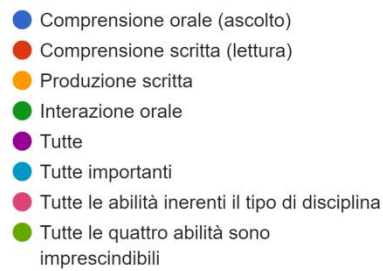 Comprensione orale (ascolto)
Comprensione scritta (lettura)
Produzione scritta
Interazione orale
Tutte
Tutte importanti
Tutte le abilità inerenti il tipo di disciplina
Tutte le quattro abilità sono
imprescindibili